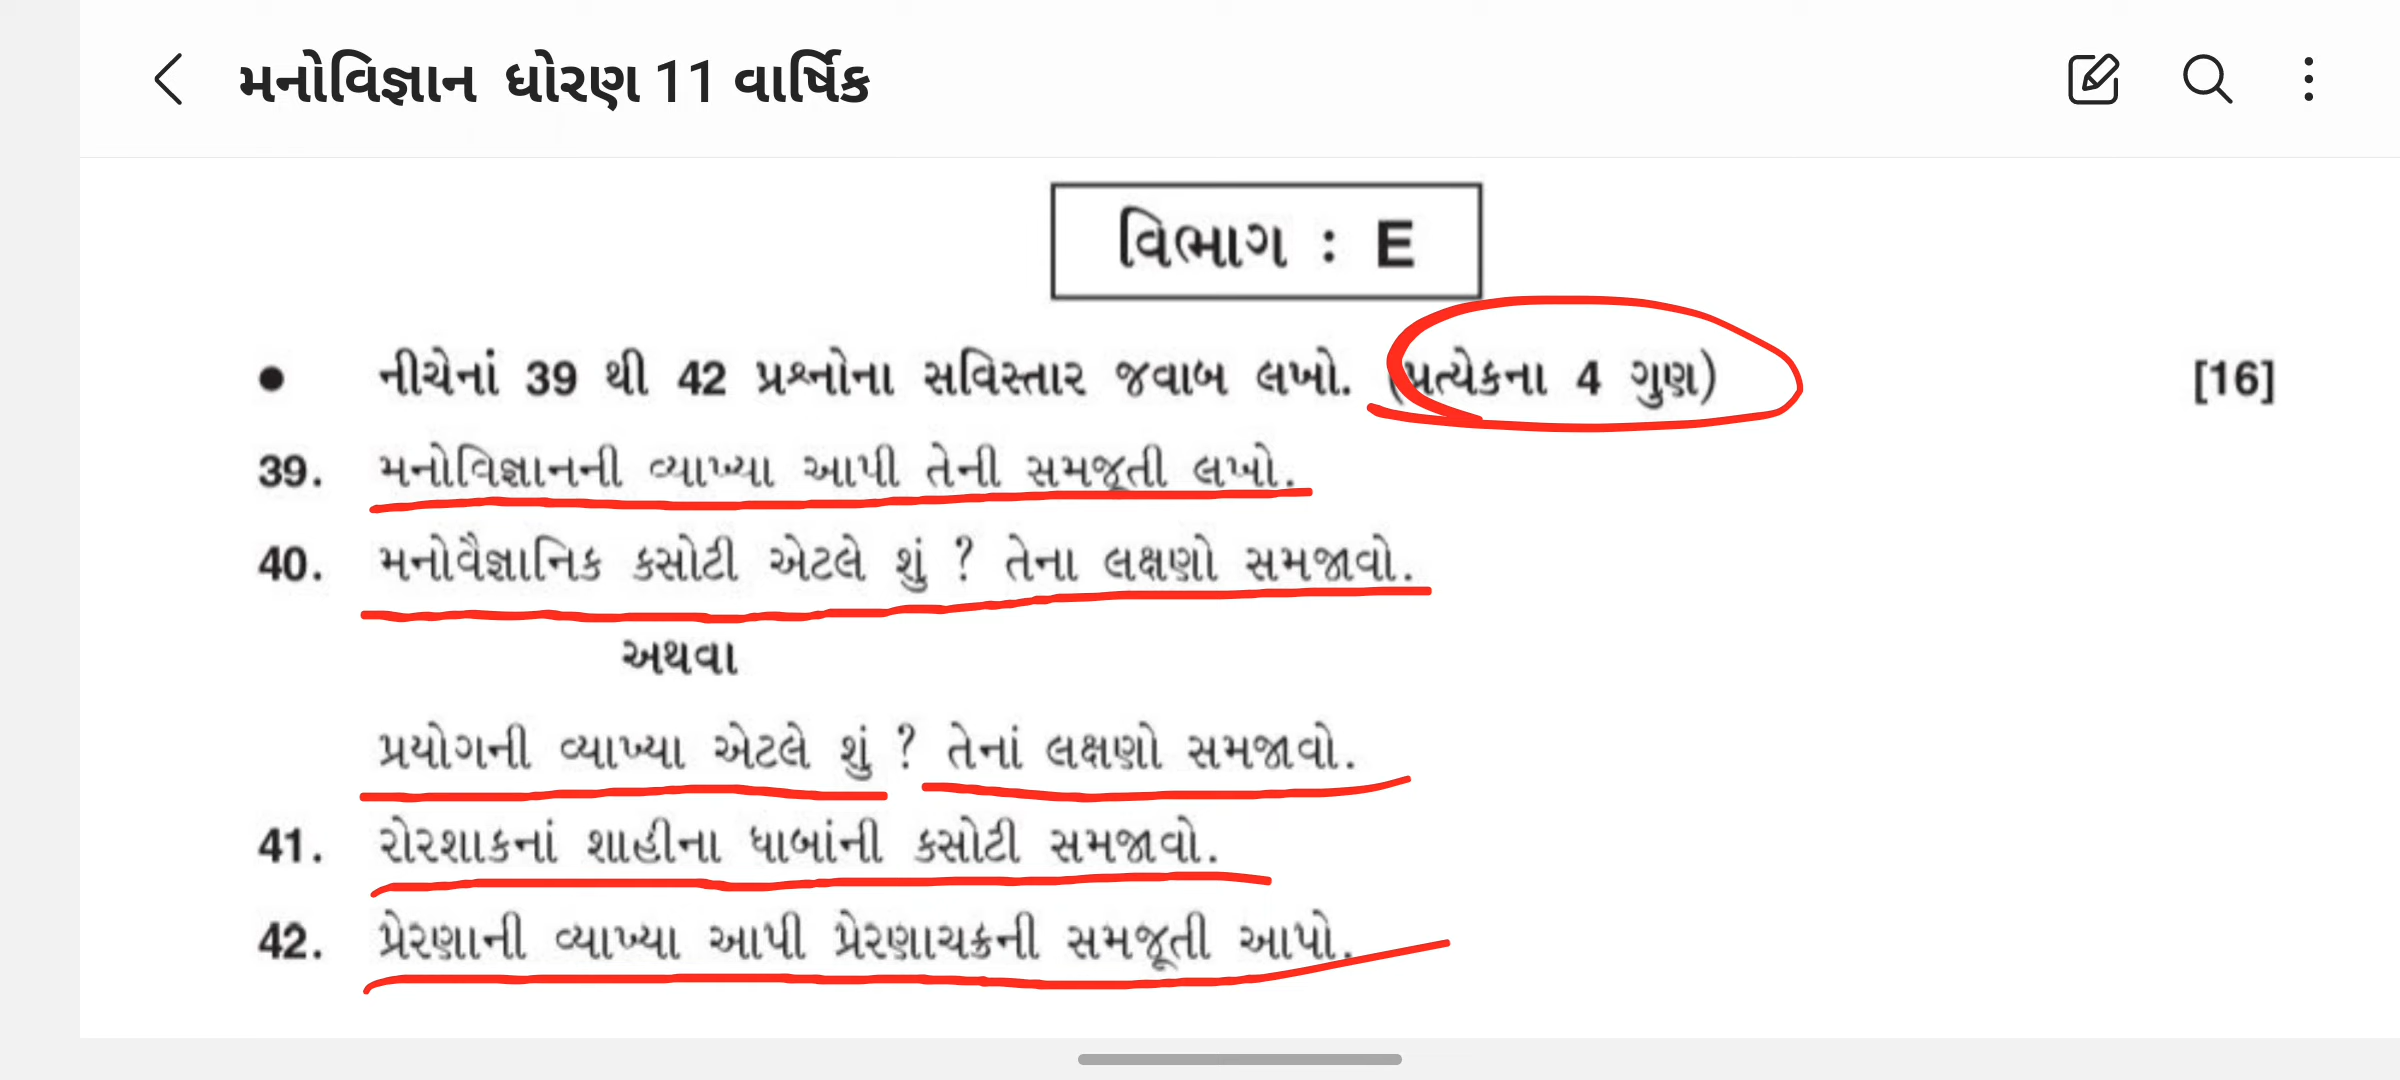 મનોવિજ્ઞાન ધોરણ 11 વાર્ષિક
વિભાગ : E
● નીચેનાં 39 થી 42 પ્રશ્નોના સવિસ્તાર જવાબ લખો. (પ્રત્યેકના 4 ગુણ) [16]
39. મનોવિજ્ઞાનની વ્યાખ્યા આપી તેની સમજૂતી લખો.
40. મનોવૈજ્ઞાનિક કસોટી એટલે શું ? તેના લક્ષણો સમજાવો.
અથવા
પ્રયોગની વ્યાખ્યા એટલે શું ? તેનાં લક્ષણો સમજાવો.
41. રોરશાકનાં શાહીના ધાબાંની કસોટી સમજાવો.
42. પ્રેરણાની વ્યાખ્યા આપી પ્રેરણાચક્રની સમજૂતી આપો.